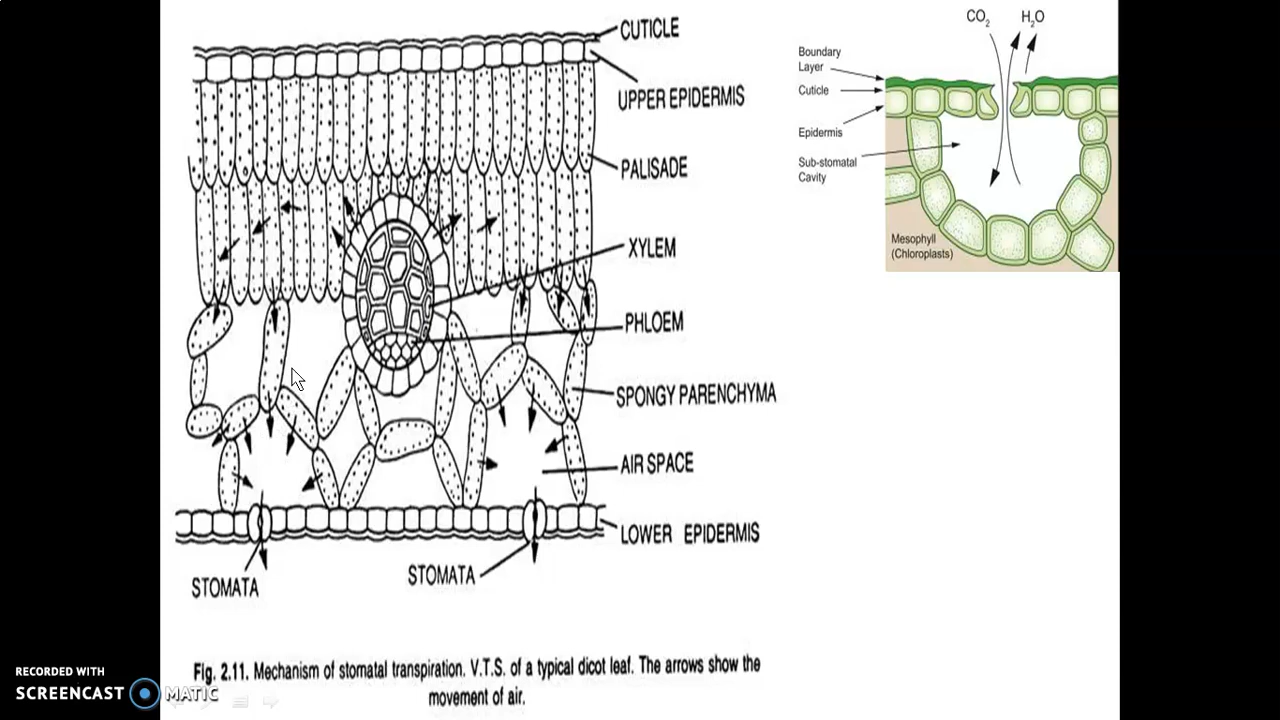 CUTICLE
UPPER EPIDERMIS
PALISADE
XYLEM
PHLOEM
SPONGY PARENCHYMA
AIR SPACE
LOWER EPIDERMIS
STOMATA
STOMATA
Fig. 2.11. Mechanism of stomatal transpiration. V.T.S. of a typical dicot leaf. The arrows show the
movement of air.
CO2 H2O
Boundary
Layer
Cuticle
Epidermis
Sub-stomatal
Cavity
Mesophyll
(Chloroplasts)
RECORDED WITH
SCREENCAST MATIC